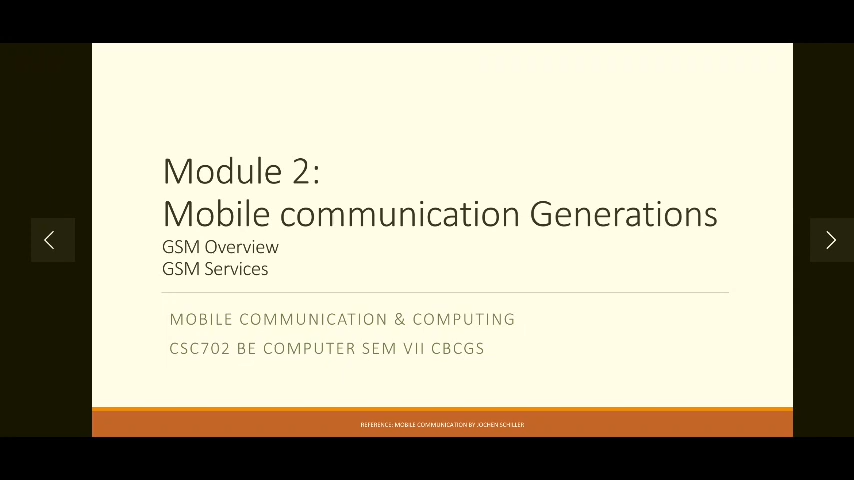 Module 2:
Mobile communication Generations
GSM Overview
GSM Services
MOBILE COMMUNICATION & COMPUTING
CSC702 BE COMPUTER SEM VII CBCGS
REFERENCE: MOBILE COMMUNICATION BY JOCHEN SCHILLER